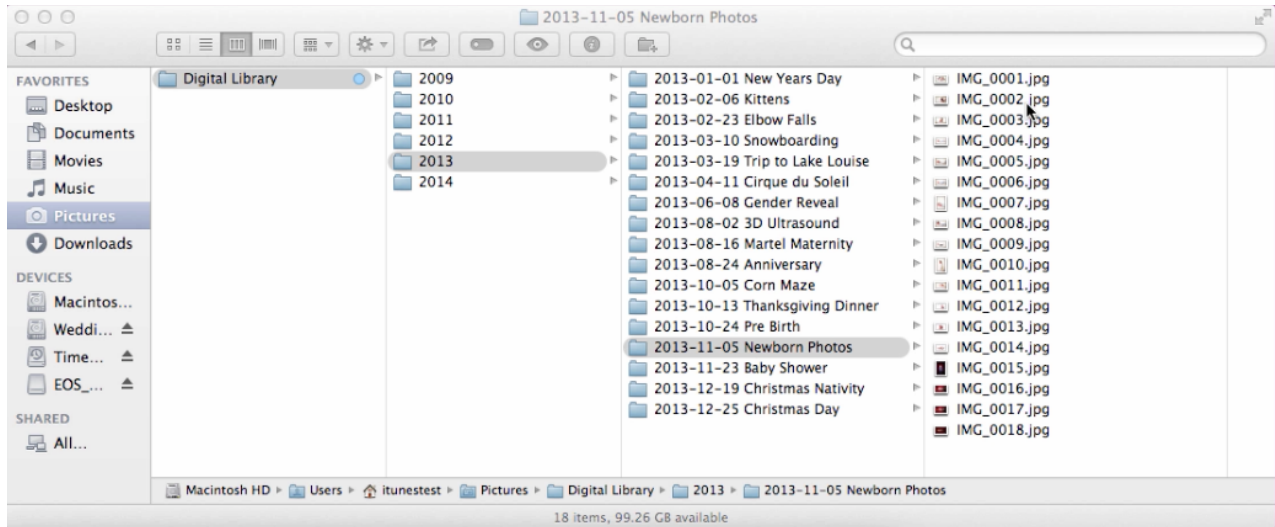 2013-11-05 Newborn Photos
FAVORITES
Desktop
Documents
Movies
Music
Pictures
Downloads
DEVICES
Macintos...
Weddi...
Time...
EOS_...
SHARED
All...
Digital Library
2009
2010
2011
2012
2013
2014
2013-01-01 New Years Day
2013-02-06 Kittens
2013-02-23 Elbow Falls
2013-03-10 Snowboarding
2013-03-19 Trip to Lake Louise
2013-04-11 Cirque du Soleil
2013-06-08 Gender Reveal
2013-08-02 3D Ultrasound
2013-08-16 Martel Maternity
2013-08-24 Anniversary
2013-10-05 Corn Maze
2013-10-13 Thanksgiving Dinner
2013-10-24 Pre Birth
2013-11-05 Newborn Photos
2013-11-23 Baby Shower
2013-12-19 Christmas Nativity
2013-12-25 Christmas Day
IMG_0001.jpg
IMG_0002.jpg
IMG_0003.jpg
IMG_0004.jpg
IMG_0005.jpg
IMG_0006.jpg
IMG_0007.jpg
IMG_0008.jpg
IMG_0009.jpg
IMG_0010.jpg
IMG_0011.jpg
IMG_0012.jpg
IMG_0013.jpg
IMG_0014.jpg
IMG_0015.jpg
IMG_0016.jpg
IMG_0017.jpg
IMG_0018.jpg
Macintosh HD Users itunestest Pictures Digital Library 2013 2013-11-05 Newborn Photos
18 items, 99.26 GB available